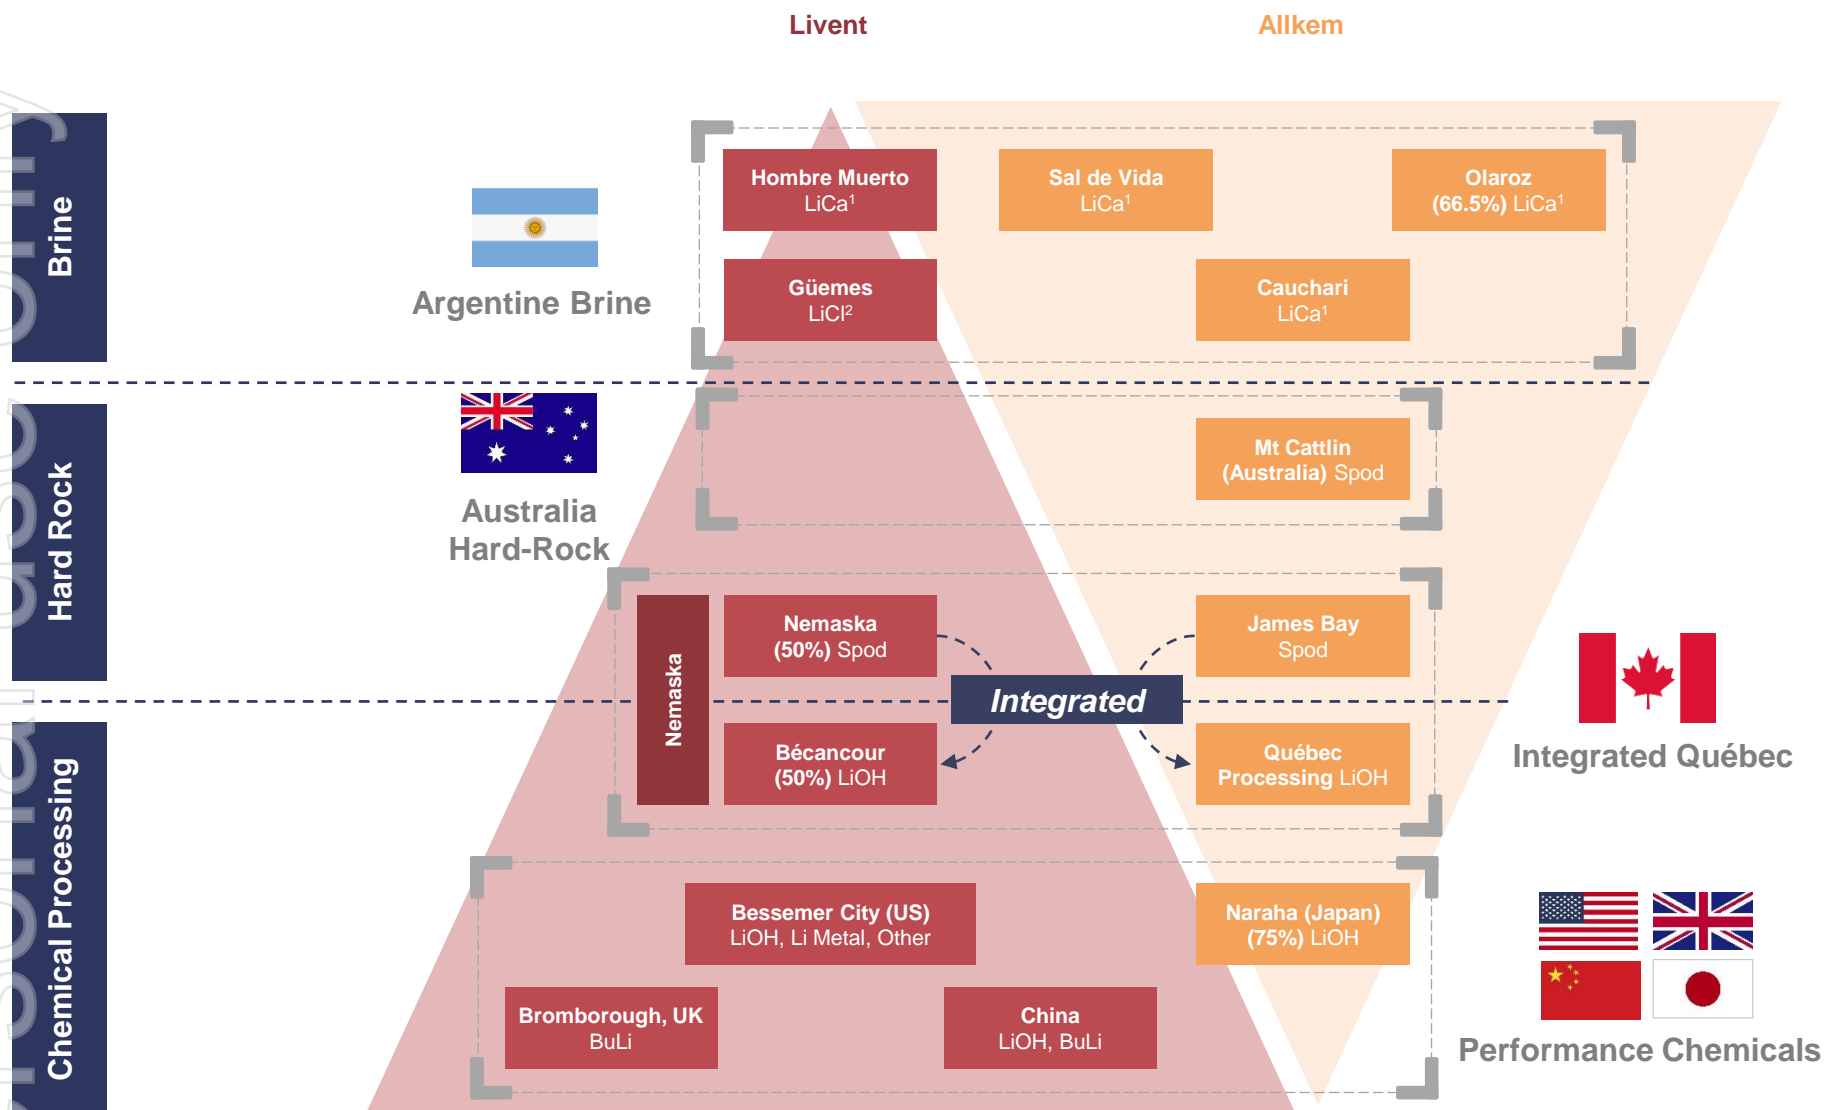 Livent
Allkem
Brine
Argentine Brine
Hombre Muerto
LiCa¹
Sal de Vida
LiCa¹
Olaroz
(66.5%) LiCa¹
Güemes
LiCl²
Cauchari
LiCa¹
Hard Rock
Australia
Hard-Rock
Mt Cattlin
(Australia) Spod
Nemaska
Nemaska
(50%) Spod
James Bay
Spod
Integrated
Bécancour
(50%) LiOH
Québec
Processing LiOH
Integrated Québec
Chemical Processing
Bessemer City (US)
LiOH, Li Metal, Other
Naraha (Japan)
(75%) LiOH
Bromborough, UK
BuLi
China
LiOH, BuLi
Performance Chemicals